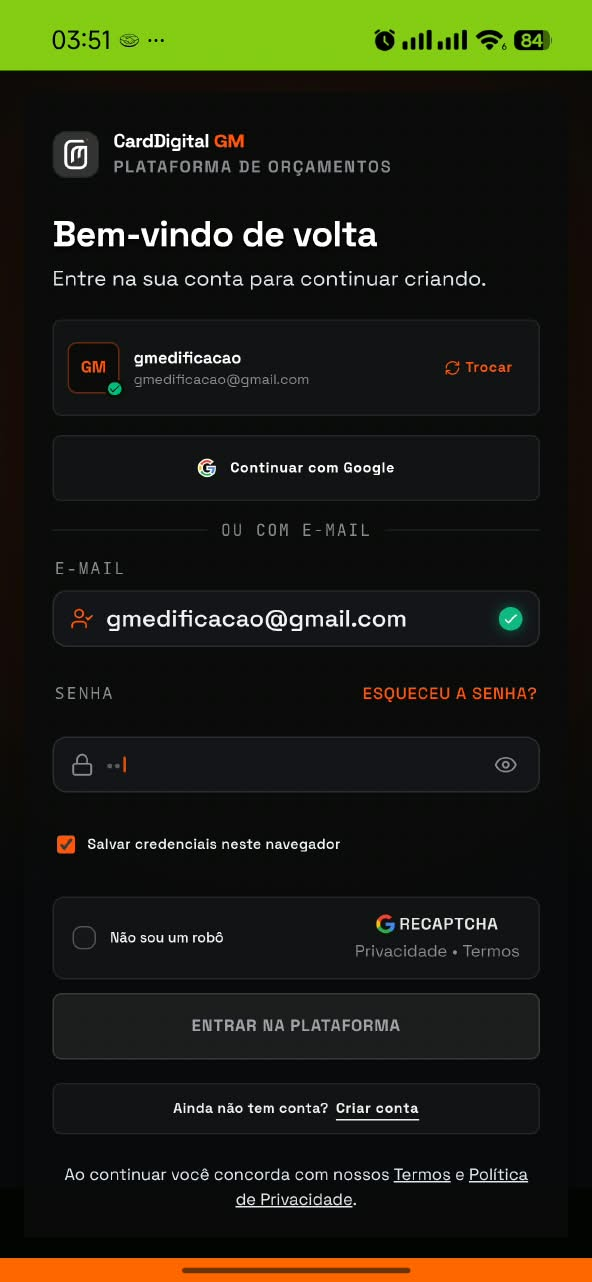 03:51 ...
6 84
CardDigital GM
PLATAFORMA DE ORÇAMENTOS
Bem-vindo de volta
Entre na sua conta para continuar criando.
GM
gmedificacao
gmedificacao@gmail.com
Trocar
Continuar com Google
OU COM E-MAIL
E-MAIL
gmedificacao@gmail.com
SENHA ESQUECEU A SENHA?
Salvar credenciais neste navegador
Não sou um robô
RECAPTCHA
Privacidade • Termos
ENTRAR NA PLATAFORMA
Ainda não tem conta? Criar conta
Ao continuar você concorda com nossos Termos e Política
de Privacidade.